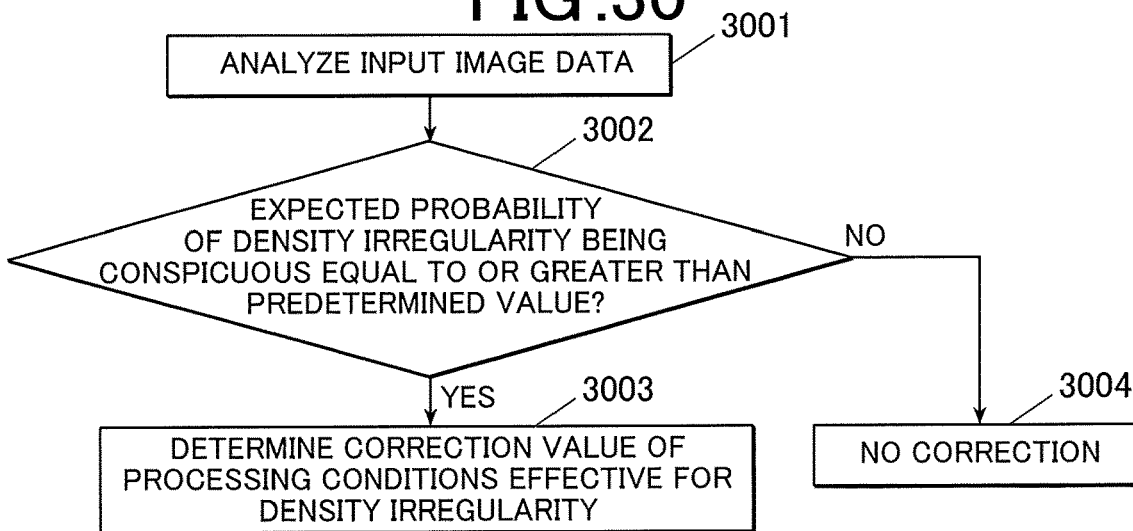 FIG.30
3001
ANALYZE INPUT IMAGE DATA
3002
EXPECTED PROBABILITY
OF DENSITY IRREGULARITY BEING
CONSPICUOUS EQUAL TO OR GREATER THAN
PREDETERMINED VALUE?
NO
YES
3003
3004
DETERMINE CORRECTION VALUE OF
PROCESSING CONDITIONS EFFECTIVE FOR
DENSITY IRREGULARITY
NO CORRECTION